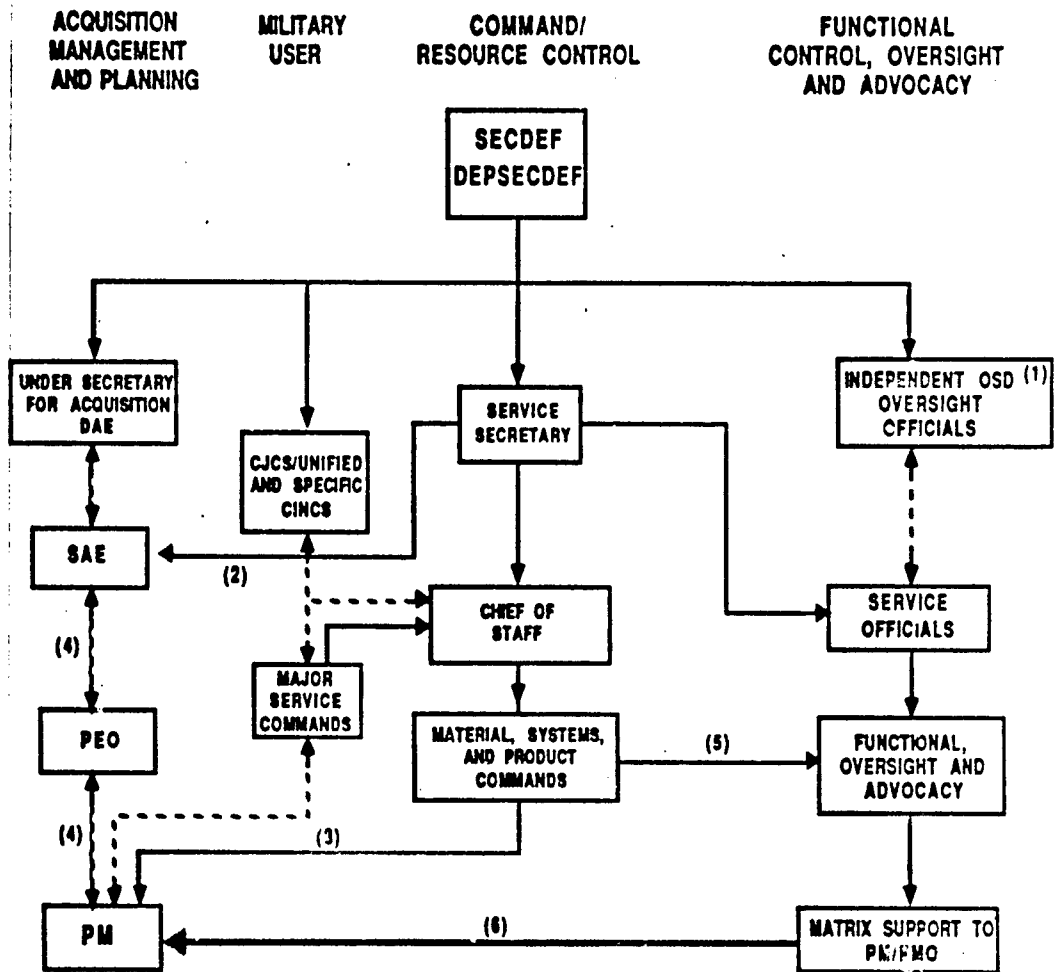 ACQUISITION
MANAGEMENT
AND PLANNING
MILITARY
USER
COMMAND/
RESOURCE CONTROL
FUNCTIONAL
CONTROL, OVERSIGHT
AND ADVOCACY
SECDEF
DEPSECDEF
UNDER SECRETARY
FOR ACQUISITION
DAE
CJCS/UNIFIED
AND SPECIFIC
CINCS
SERVICE
SECRETARY
INDEPENDENT OSD (1)
OVERSIGHT
OFFICIALS
SAE
(2)
CHIEF OF
STAFF
SERVICE
OFFICIALS
(4)
MAJOR
SERVICE
COMMANDS
PEO
MATERIAL, SYSTEMS,
AND PRODUCT
COMMANDS
(5)
FUNCTIONAL,
OVERSIGHT AND
ADVOCACY
(4)
(3)
PM
(6)
MATRIX SUPPORT TO
PM/PMO